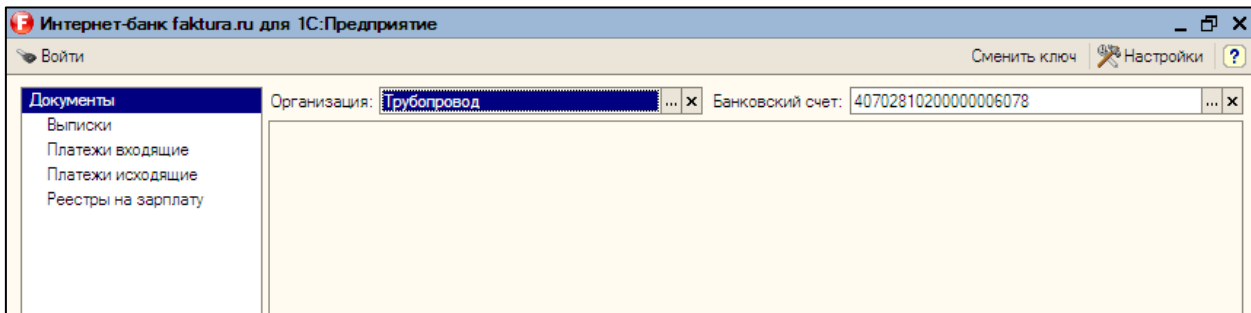 Интернет-банк faktura.ru для 1С:Предприятие
Войти Сменить ключ Настройки ?
Документы Организация: Трубопровод ... x Банковский счет: 40702810200000006078 ... x
Выписки
Платежи входящие
Платежи исходящие
Реестры на зарплату